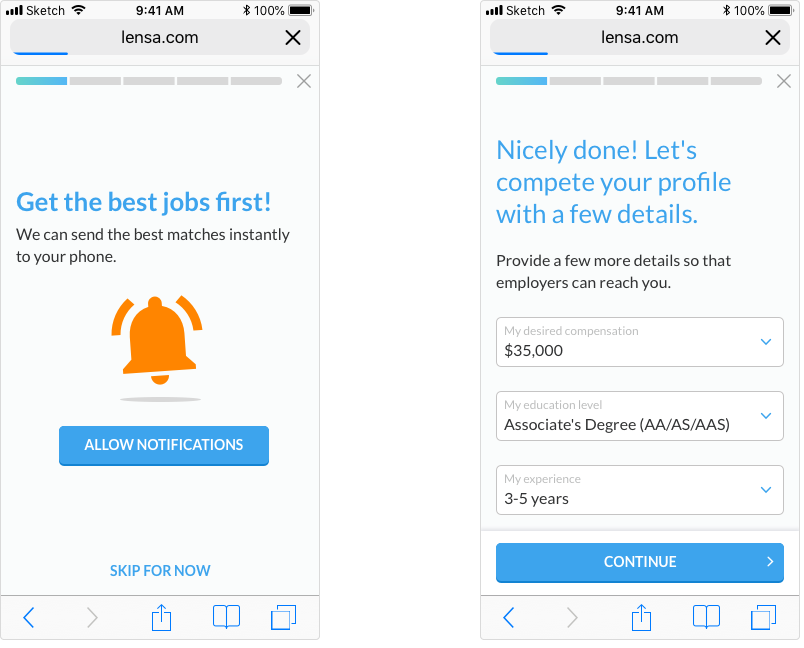 Sketch 9:41 AM 100%
lensa.com
Get the best jobs first!
We can send the best matches instantly
to your phone.
ALLOW NOTIFICATIONS
SKIP FOR NOW
Sketch 9:41 AM 100%
lensa.com
Nicely done! Let's
compete your profile
with a few details.
Provide a few more details so that
employers can reach you.
My desired compensation
$35,000
My education level
Associate's Degree (AA/AS/AAS)
My experience
3-5 years
CONTINUE